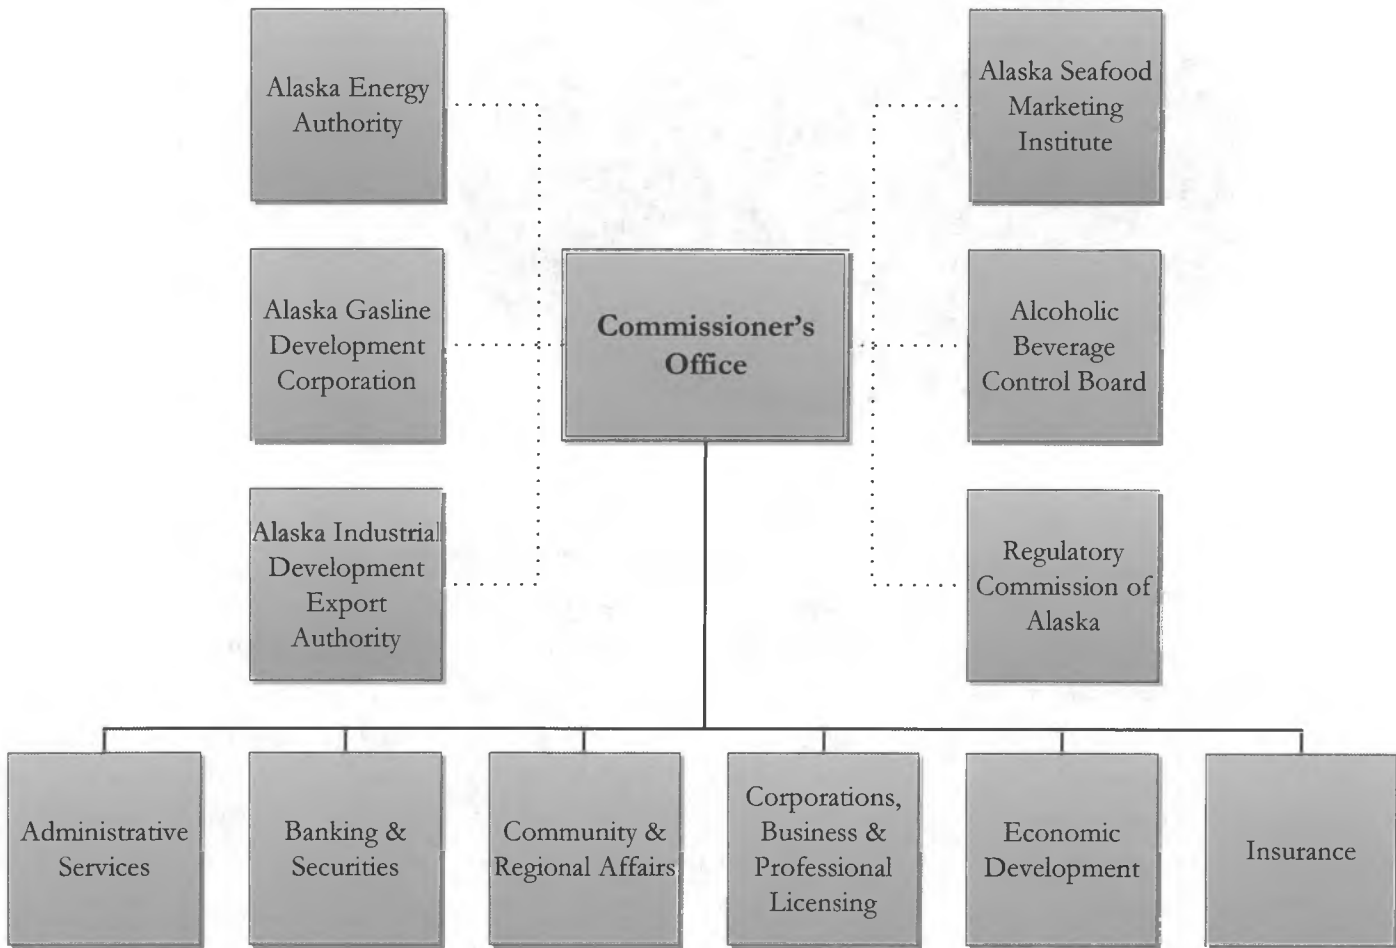 Alaska Energy
Authority
Alaska Seafood
Marketing
Institute
Alaska Gasline
Development
Corporation
Commissioner's
Office
Alcoholic
Beverage
Control Board
Alaska Industrial
Development
Export
Authority
Regulatory
Commission of
Alaska
Administrative
Services
Banking &
Securities
Community &
Regional Affairs
Corporations,
Business &
Professional
Licensing
Economic
Development
Insurance